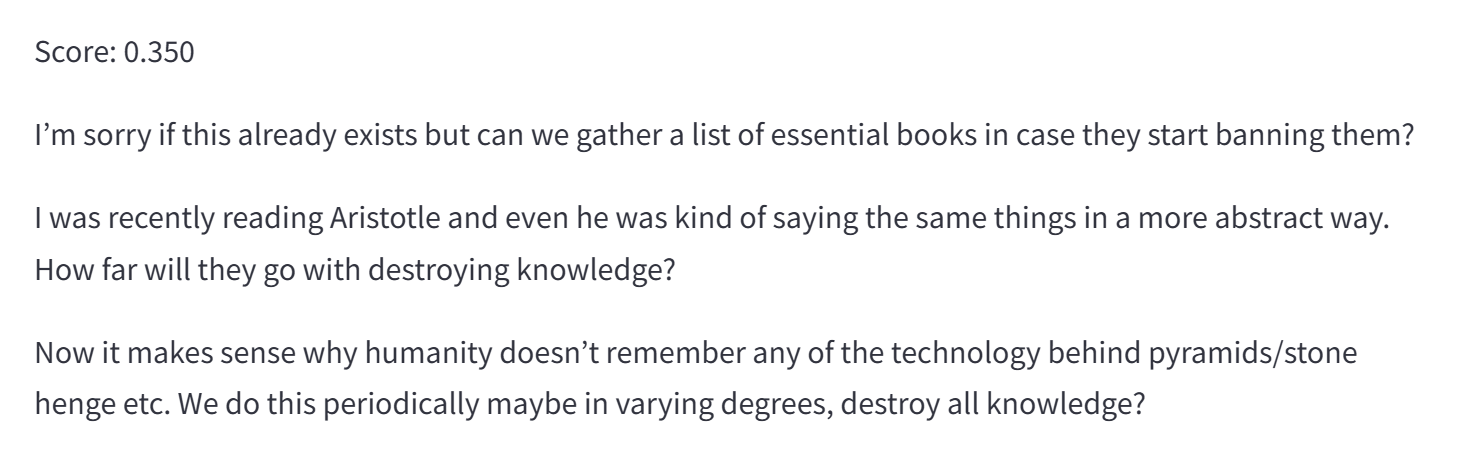 Score: 0.350
I’m sorry if this already exists but can we gather a list of essential books in case they start banning them?
I was recently reading Aristotle and even he was kind of saying the same things in a more abstract way.
How far will they go with destroying knowledge?
Now it makes sense why humanity doesn’t remember any of the technology behind pyramids/stone
henge etc. We do this periodically maybe in varying degrees, destroy all knowledge?